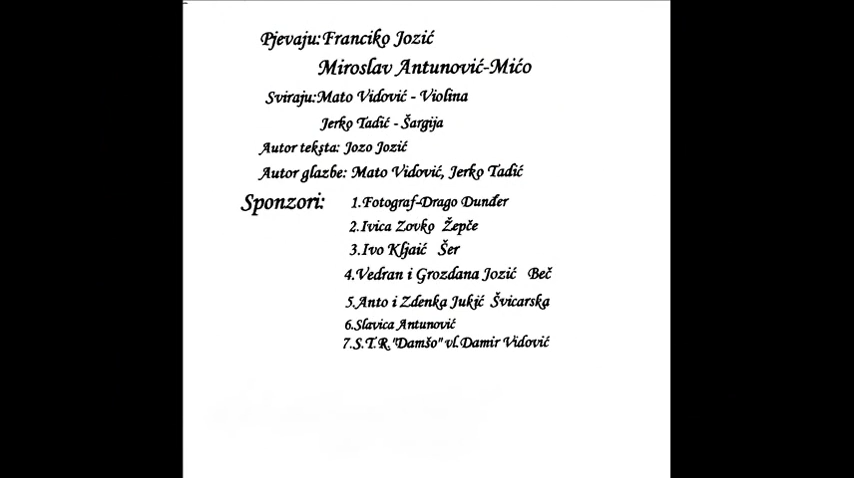 Pjevaju:Franciko Jozić
Miroslav Antunović-Mićo
Sviraju:Mato Vidović - Violina
Jerko Tadić - Šargija
Autor teksta: Jozo Jozić
Autor glazbe: Mato Vidović, Jerko Tadić
Sponzori: 1.Fotograf-Drago Dunđer
2.Ivica Zovko Žepče
3.Ivo Kljaić Šer
4.Vedran i Grozdana Jozić Beč
5.Anto i Zdenka Jukić Švicarska
6.Slavica Antunović
7.S.T.R."Damšo" vl.Damir Vidović